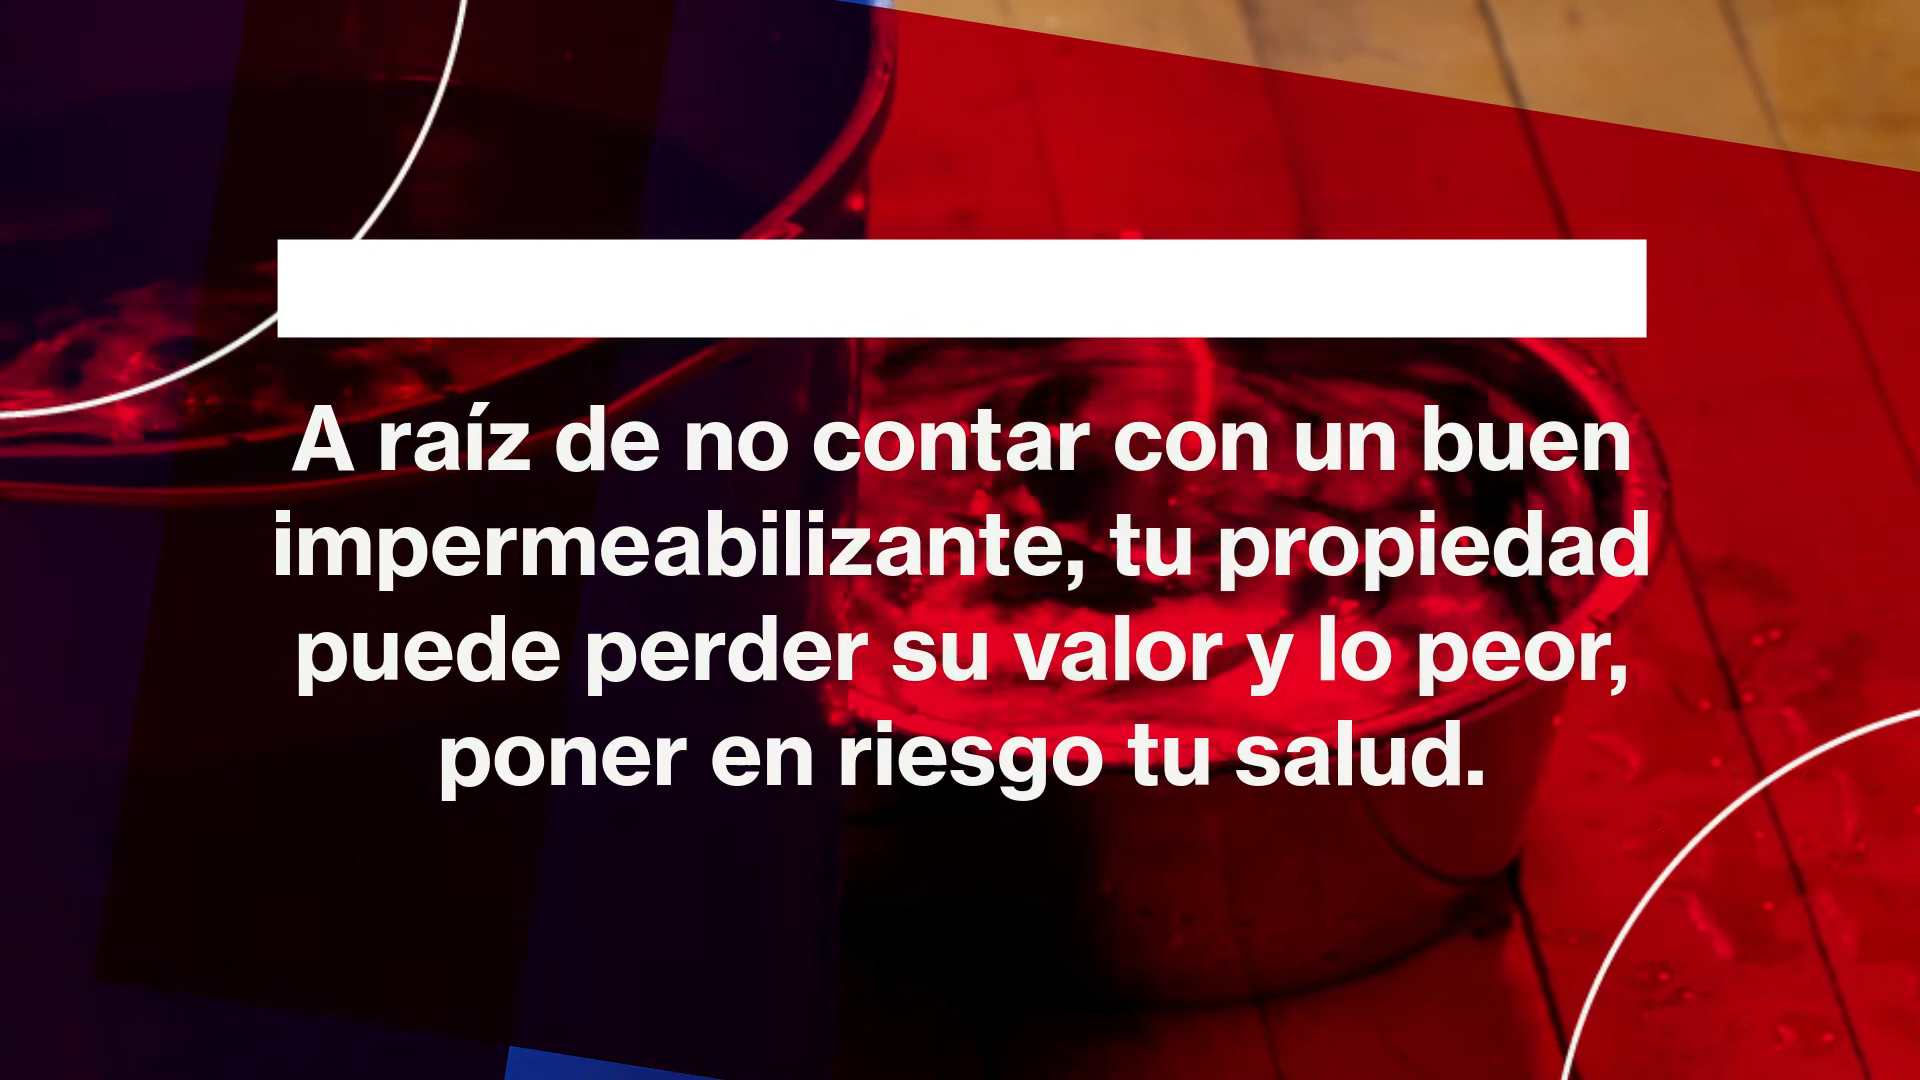 A raíz de no contar con un buen
impermeabilizante, tu propiedad
puede perder su valor y lo peor,
poner en riesgo tu salud.